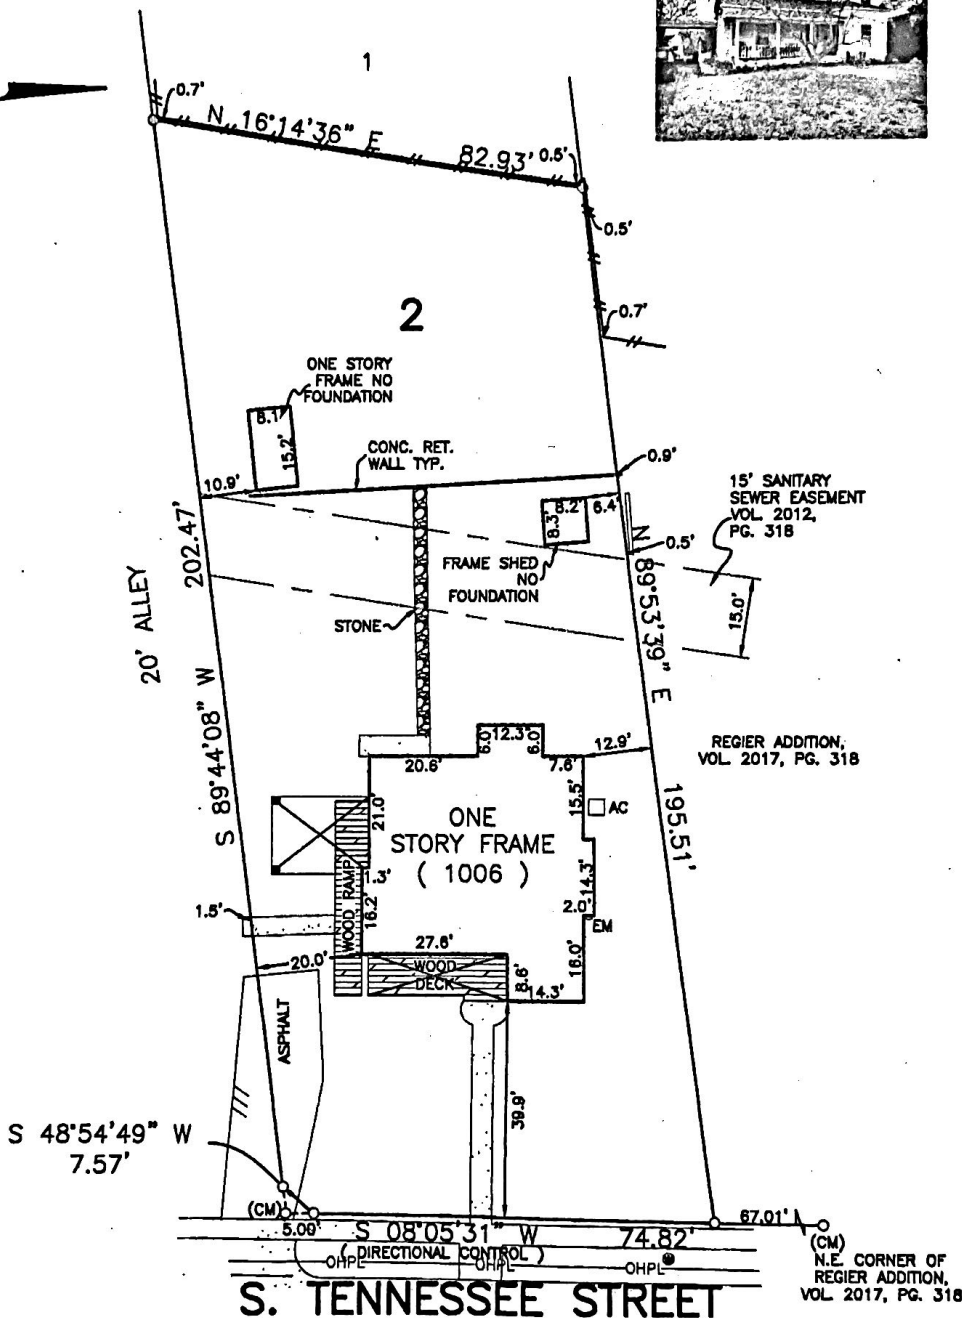 1
0.7'
N 16°14'36" E 82.93'
0.5'
0.5'
0.7'
2
ONE STORY
FRAME NO
FOUNDATION
8.1'
15.2'
CONC. RET.
WALL TYP.
10.9'
0.9'
8.2'
6.4'
8.3'
15' SANITARY
SEWER EASEMENT
VOL. 2012,
PG. 318
0.5'
FRAME SHED
NO
FOUNDATION
15.0'
STONE
20' ALLEY
S 89°44'08" W 202.47'
N 89°53'39" E 195.51'
REGIER ADDITION,
VOL. 2017, PG. 318
6.0'
12.3'
6.0'
20.6'
7.6'
12.9'
21.0'
15.5'
AC
ONE
STORY FRAME
( 1006 )
1.3'
14.3'
WOOD RAMP
16.2'
2.0'
EM
1.5'
27.6'
16.0'
20.0'
WOOD
DECK
8.6'
14.3'
ASPHALT
39.9'
S 48°54'49" W
7.57'
(CM)
5.00'
S 08°05'31" W 74.82'
( DIRECTIONAL CONTROL )
67.01'
(CM)
N.E. CORNER OF
REGIER ADDITION,
VOL. 2017, PG. 318
OHPL
OHPL
OHPL
S. TENNESSEE STREET